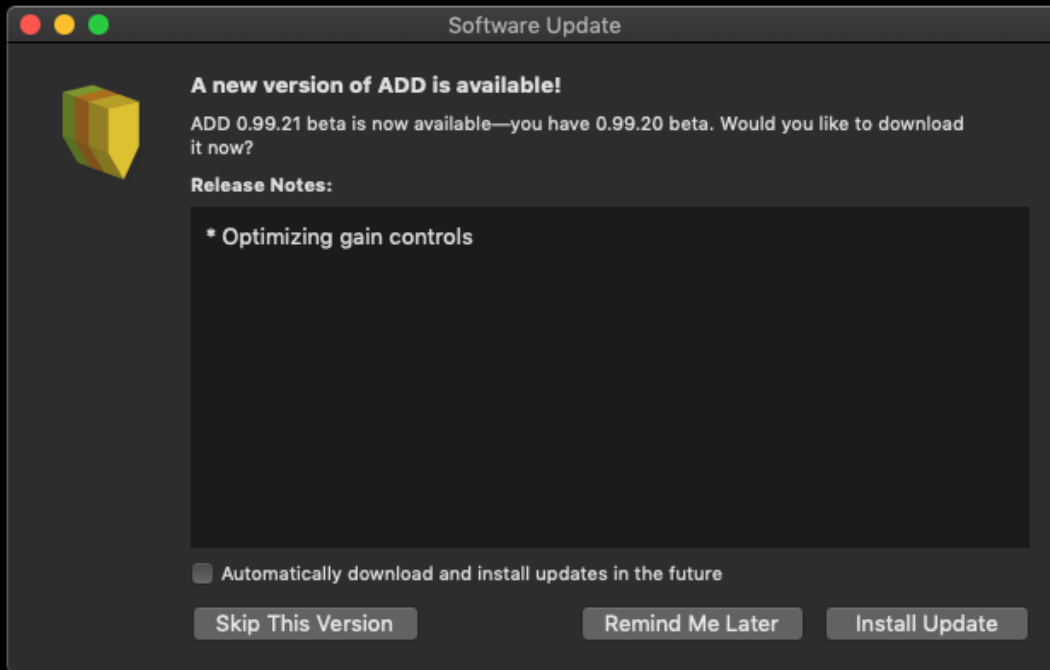 Software Update
A new version of ADD is available!
ADD 0.99.21 beta is now available—you have 0.99.20 beta. Would you like to download
it now?
Release Notes:
* Optimizing gain controls
Automatically download and install updates in the future
Skip This Version
Remind Me Later
Install Update